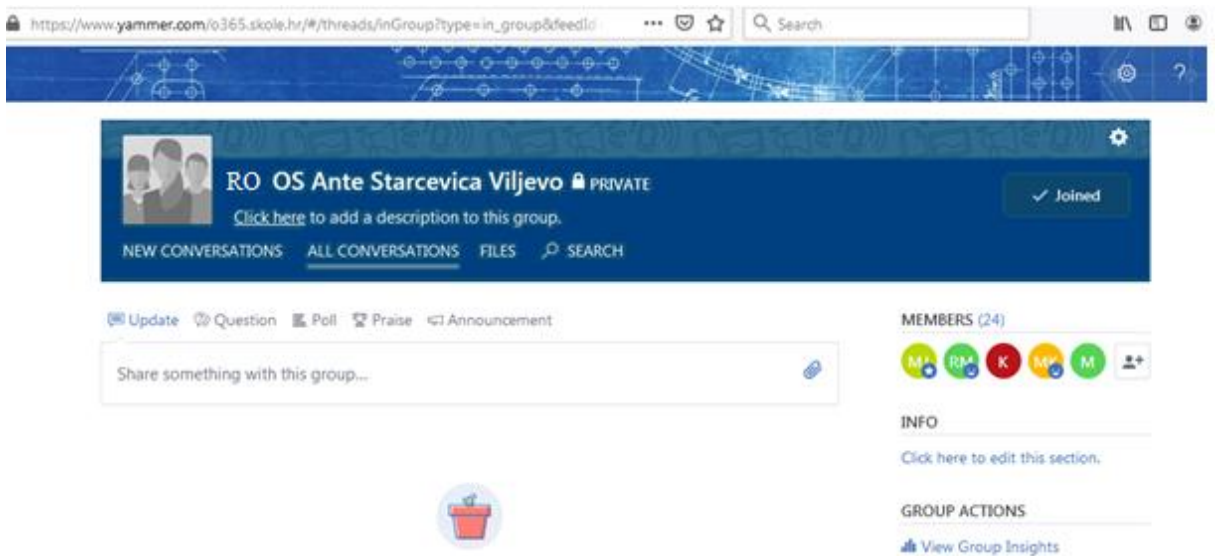 https://www.yammer.com/o365.skole.hr/#/threads/inGroup?type=in_group&feedId
Search
RO OS Ante Starcevica Viljevo PRIVATE
Joined
Click here to add a description to this group.
NEW CONVERSATIONS ALL CONVERSATIONS FILES SEARCH
Update Question Poll Praise Announcement
Share something with this group...
MEMBERS (24)
RM K MK M
INFO
Click here to edit this section.
GROUP ACTIONS
View Group Insights